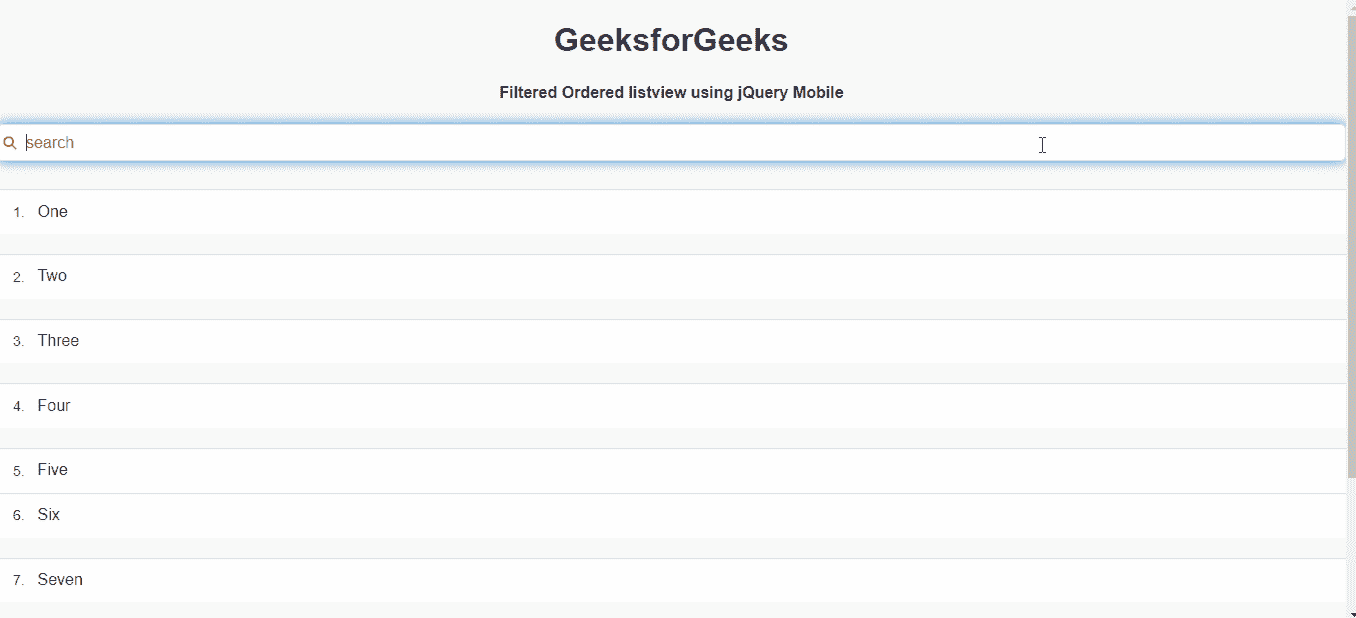 GeeksforGeeks
Filtered Ordered listview using jQuery Mobile
search
1. One
2. Two
3. Three
4. Four
5. Five
6. Six
7. Seven